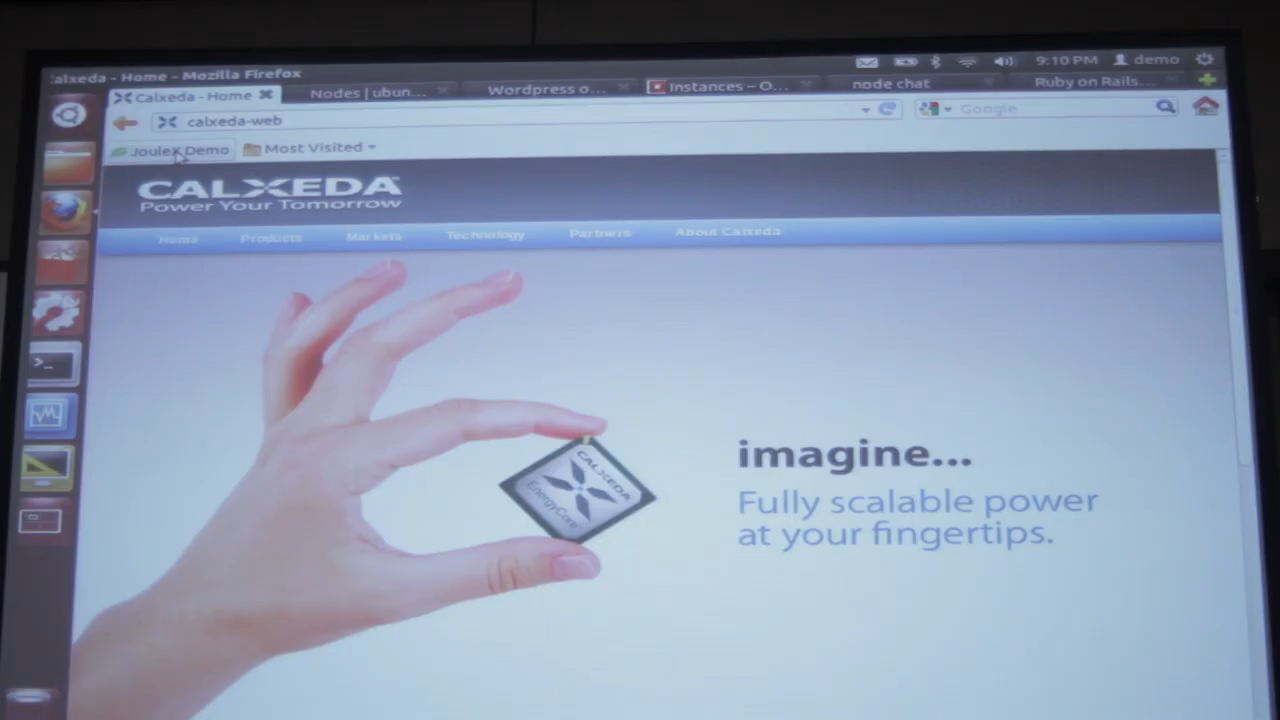 Calxeda - Home - Mozilla Firefox
9:10 PM demo
Calxeda - Home Nodes | ubun... Wordpress o... Instances - O... node chat Ruby on Rails...
calxeda-web Google
JouleX Demo Most Visited
CALXEDA
Power Your Tomorrow
Home Products Markets Technology Partners About Calxeda
CALXEDA
EnergyCore
imagine...
Fully scalable power
at your fingertips.